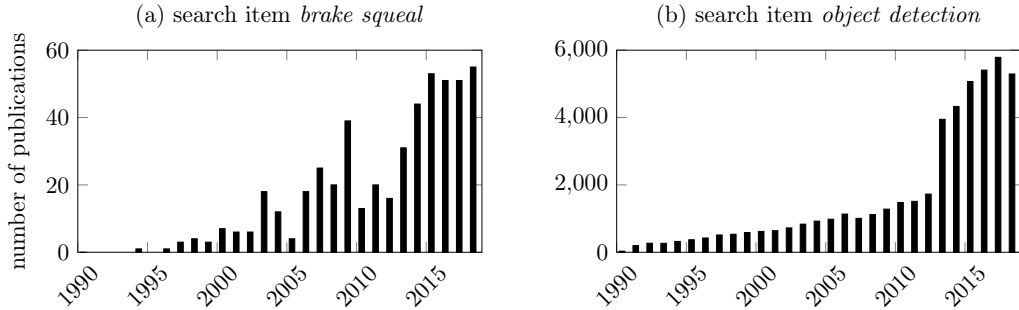 (a) search item brake squeal
number of publications
60
40
20
0
1990 1995 2000 2005 2010 2015
(b) search item object detection
6,000
4,000
2,000
0
1990 1995 2000 2005 2010 2015